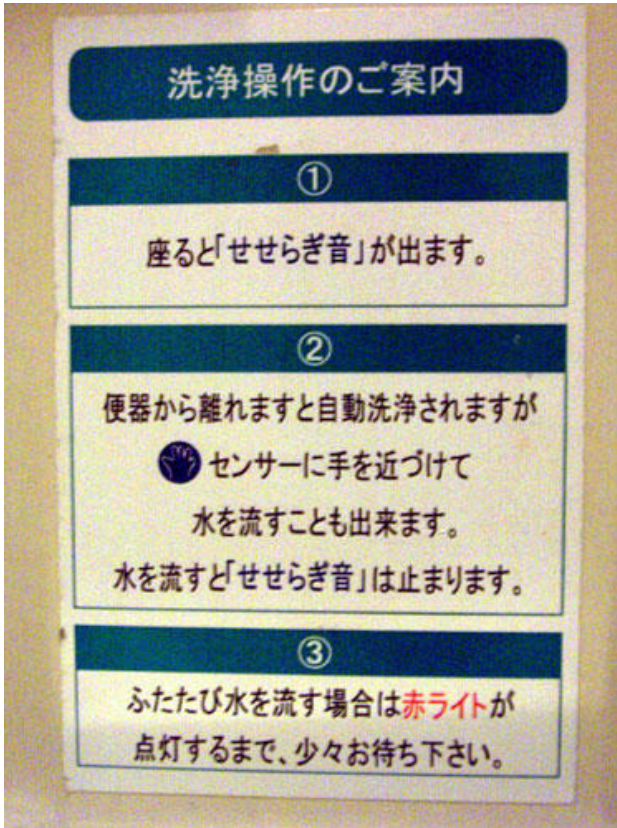 洗浄操作のご案内
①
座ると「せせらぎ音」が出ます。
②
便器から離れますと自動洗浄されますが
センサーに手を近づけて
水を流すことも出来ます。
水を流すと「せせらぎ音」は止まります。
③
ふたたび水を流す場合は赤ライトが
点灯するまで、少々お待ち下さい。